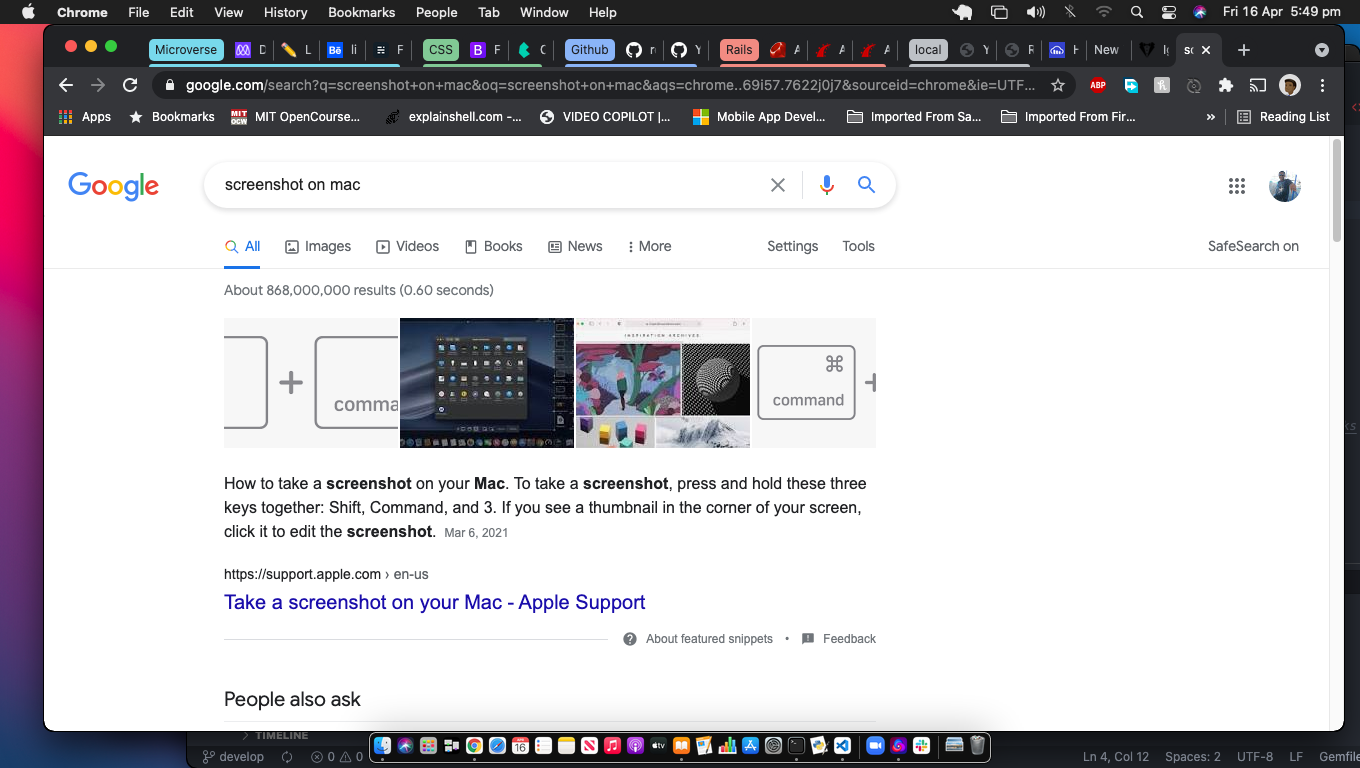 Chrome File Edit View History Bookmarks People Tab Window Help Fri 16 Apr 5:49 pm
Microverse D L li F CSS F C Github Y Rails A A A local Y R H New
google.com/search?q=screenshot+on+mac&oq=screenshot+on+mac&aqs=chrome..69i57.7622j0j7&sourceid=chrome&ie=UTF... ABP
Apps Bookmarks MIT OpenCourse... explainshell.com -... VIDEO COPILOT |... Mobile App Devel... Imported From Sa... Imported From Fir... » Reading List
Google screenshot on mac
All Images Videos Books News More Settings Tools SafeSearch on
About 868,000,000 results (0.60 seconds)
INSPIRATION ARCHIVES
+ comma ⌘ command
How to take a screenshot on your Mac. To take a screenshot, press and hold these three
keys together: Shift, Command, and 3. If you see a thumbnail in the corner of your screen,
click it to edit the screenshot. Mar 6, 2021
https://support.apple.com › en-us
Take a screenshot on your Mac - Apple Support
About featured snippets • Feedback
People also ask
TIMELINE
develop 0 0 Ln 4, Col 12 Spaces: 2 UTF-8 LF Gemfile